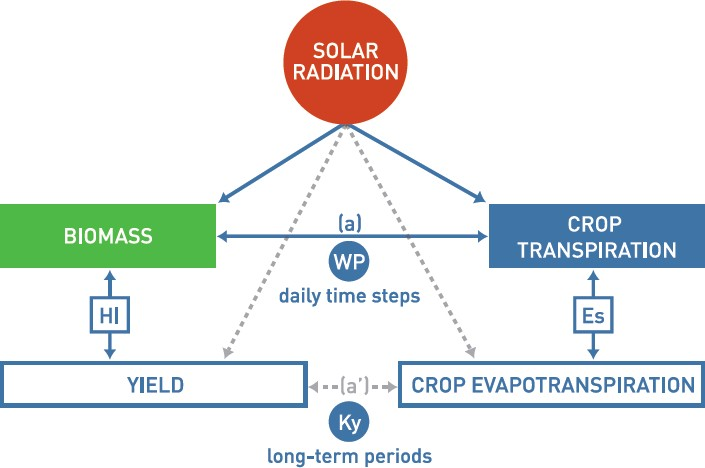 SOLAR
RADIATION
(a)
BIOMASS
CROP
TRANSPIRATION
WP
daily time steps
HI
Es
YIELD
(a')
CROP EVAPOTRANSPIRATION
Ky
long-term periods